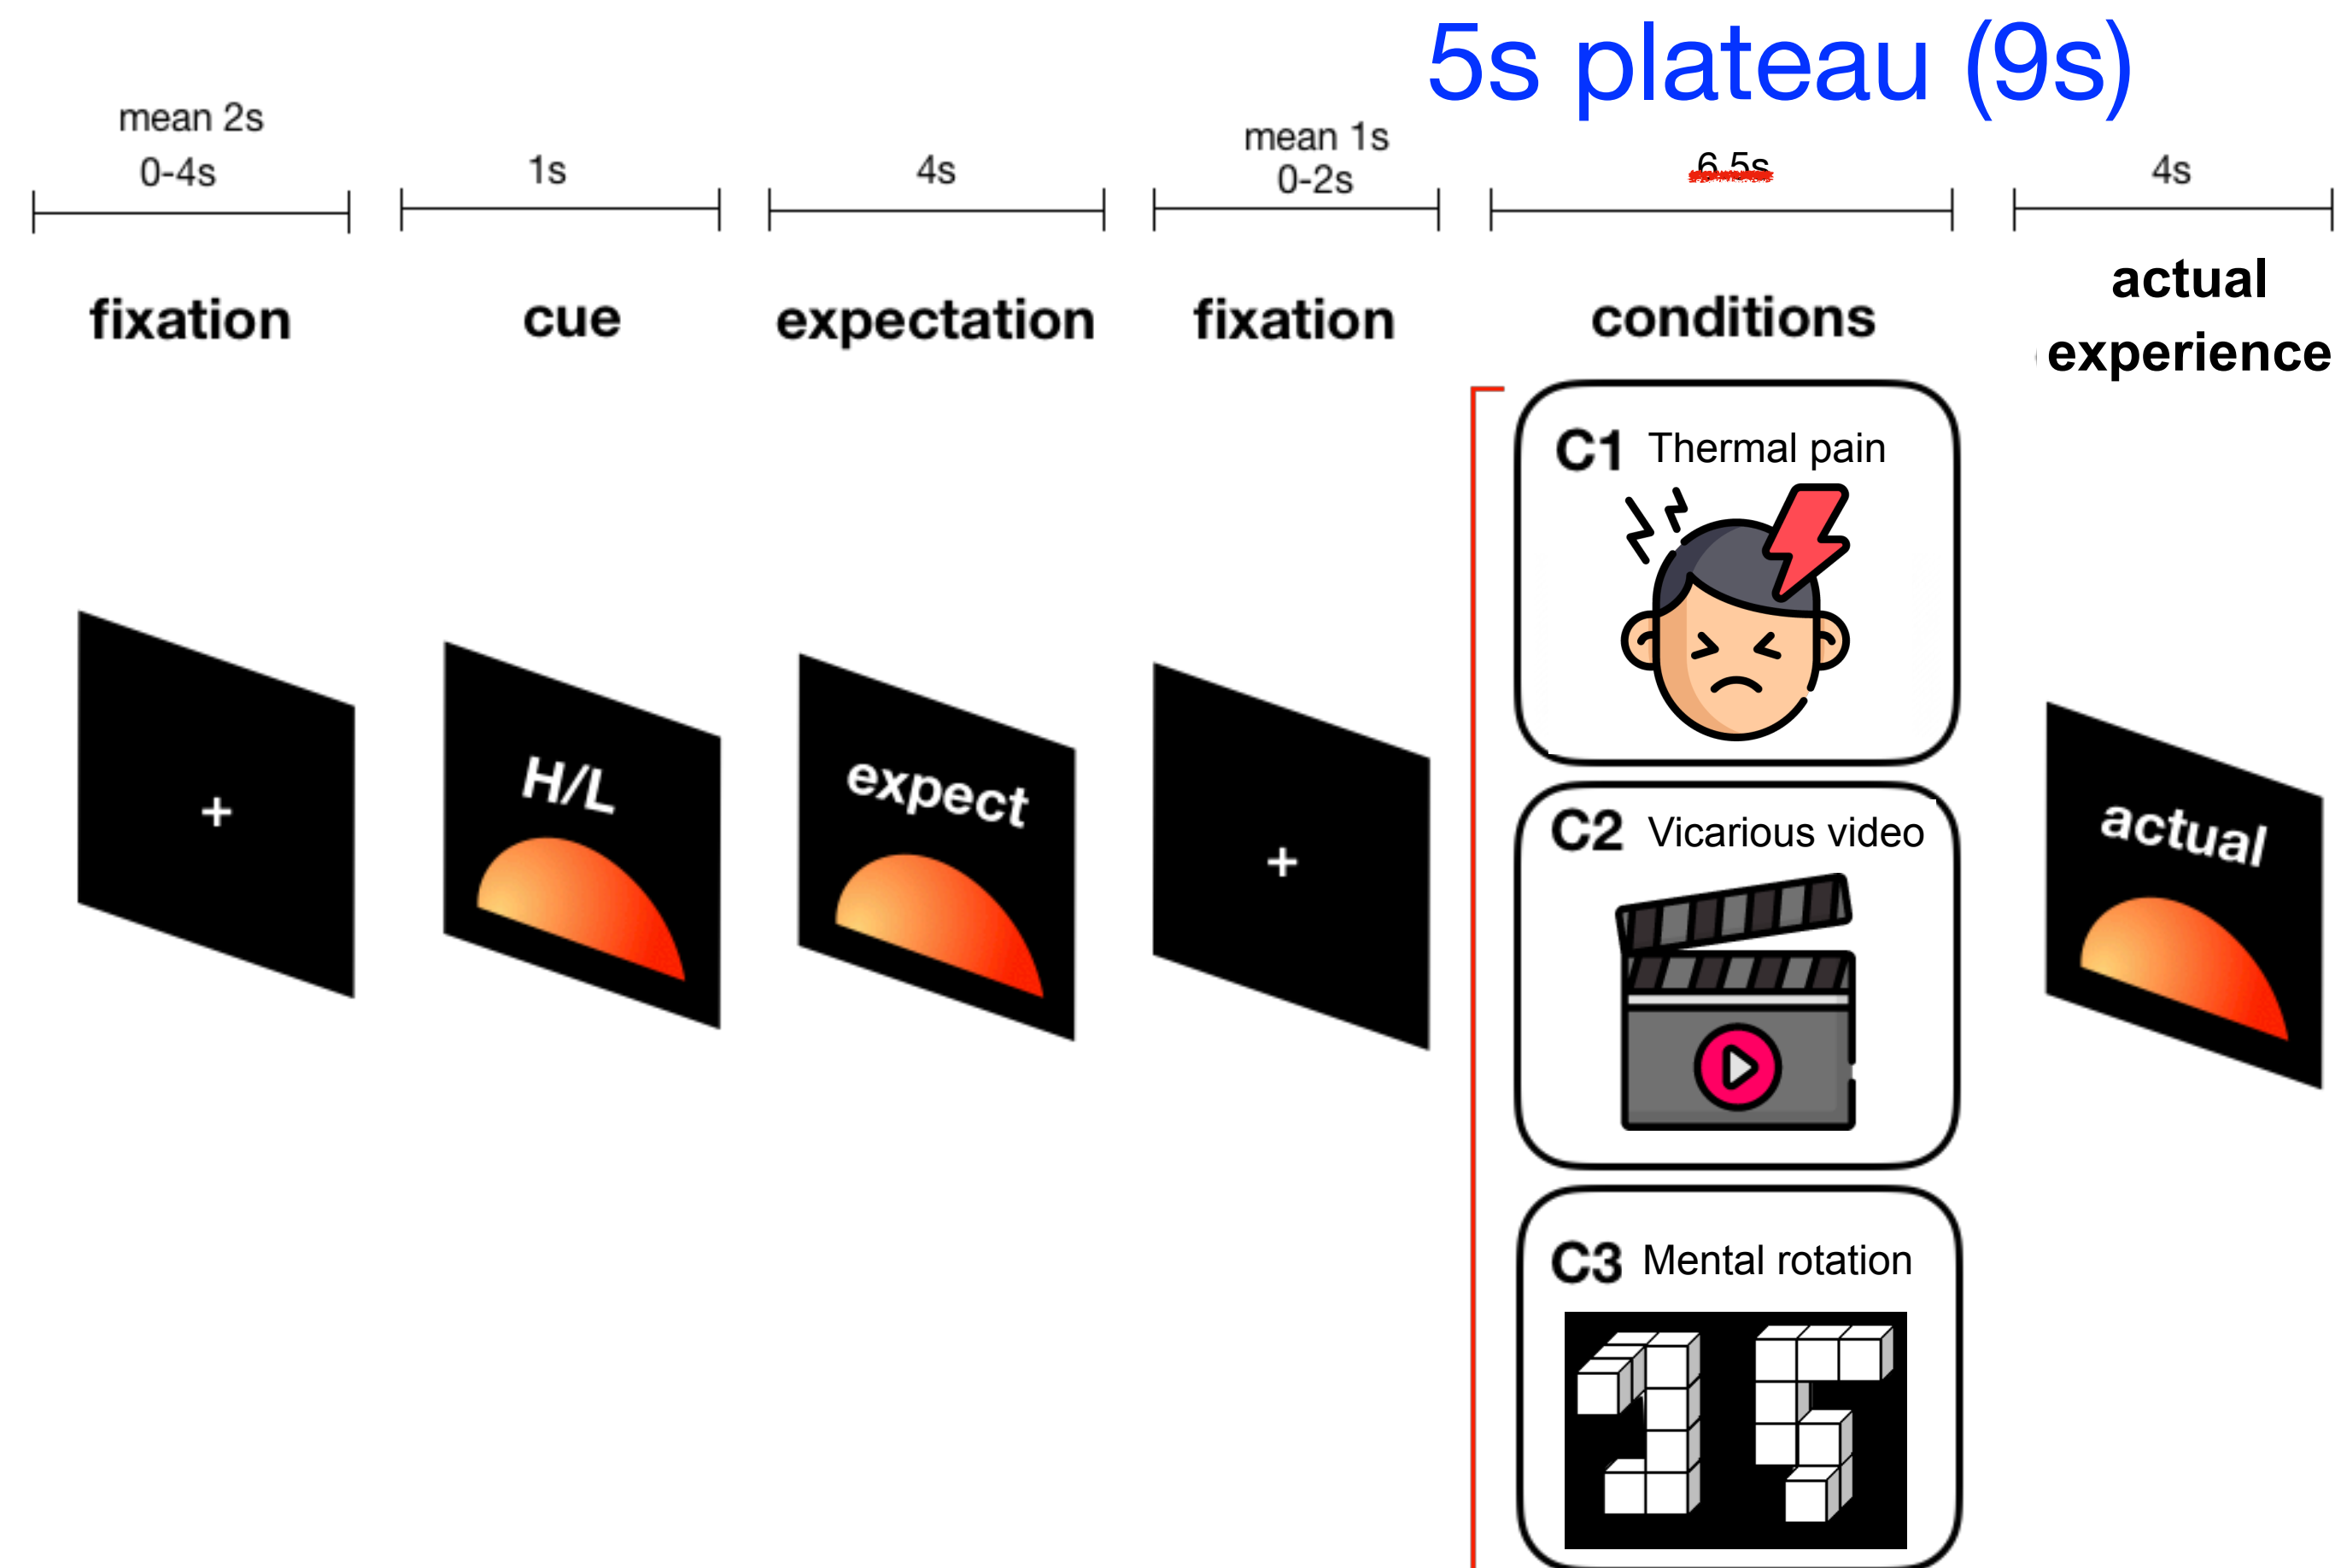 5s plateau (9s)
mean 2s
0-4s
1s
4s
mean 1s
0-2s
6.5s
4s
fixation
cue
expectation
fixation
conditions
actual
experience
+
H/L
expect
+
C1 Thermal pain
C2 Vicarious video
C3 Mental rotation
actual